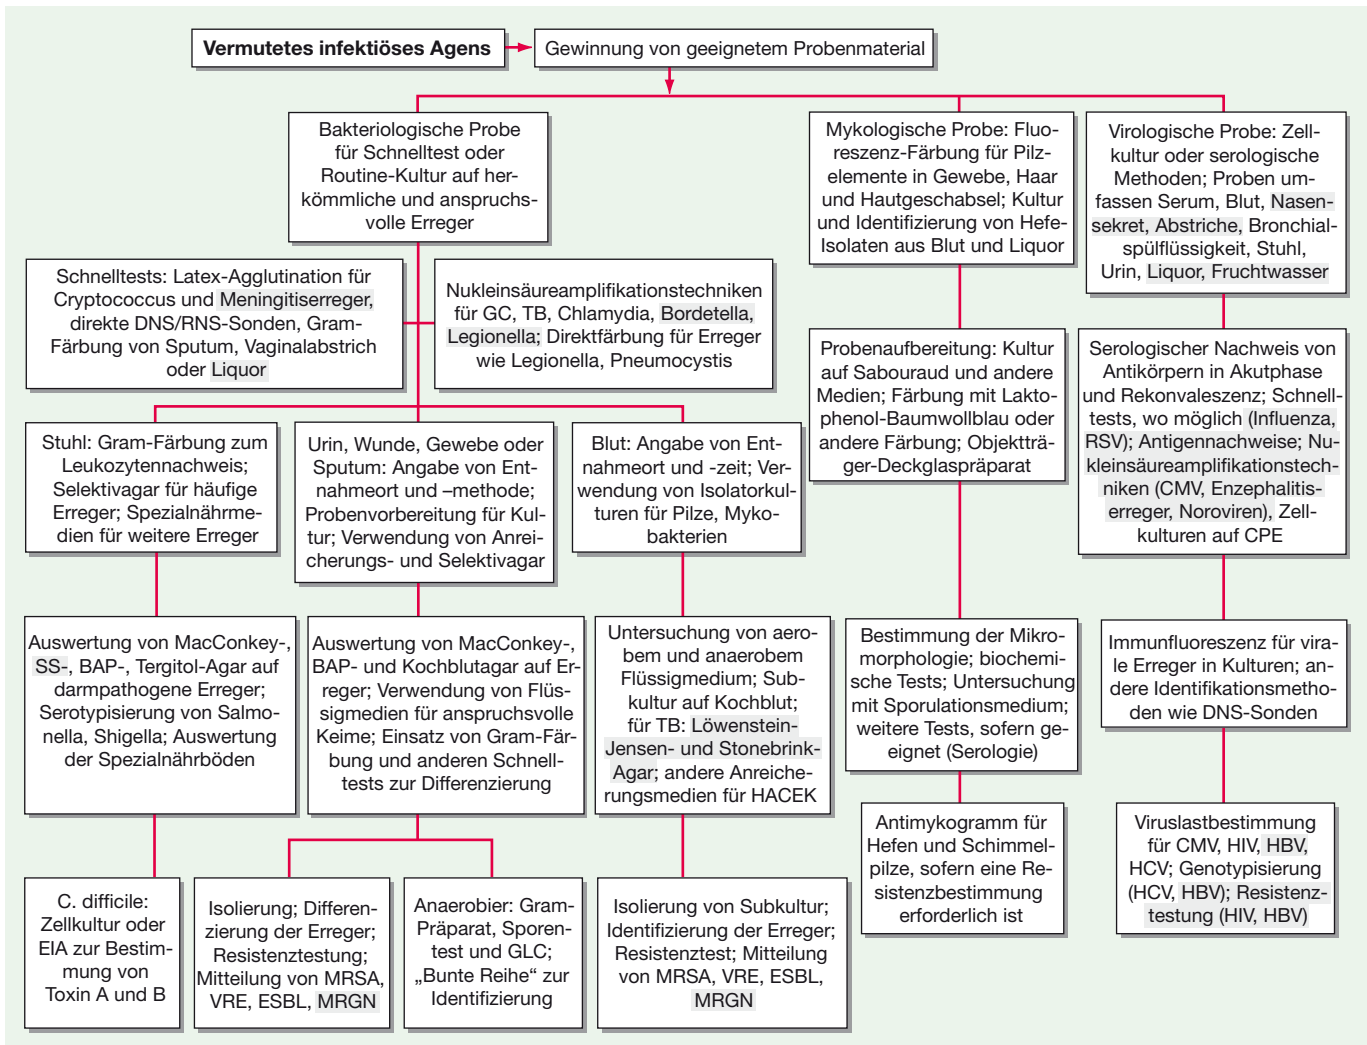 Vermutetes infektiöses Agens
Gewinnung von geeignetem Probenmaterial
Bakteriologische Probe
für Schnelltest oder
Routine-Kultur auf her-
kömmliche und anspruchs-
volle Erreger
Mykologische Probe: Fluo-
reszenz-Färbung für Pilz-
elemente in Gewebe, Haar
und Hautgeschabsel; Kultur
und Identifizierung von Hefe-
Isolaten aus Blut und Liquor
Virologische Probe: Zell-
kultur oder serologische
Methoden; Proben um-
fassen Serum, Blut, Nasen-
sekret, Abstriche, Bronchial-
spülflüssigkeit, Stuhl,
Urin, Liquor, Fruchtwasser
Schnelltests: Latex-Agglutination für
Cryptococcus und Meningitiserreger,
direkte DNS/RNS-Sonden, Gram-
Färbung von Sputum, Vaginalabstrich
oder Liquor
Nukleinsäureamplifikationstechniken
für GC, TB, Chlamydia, Bordetella,
Legionella; Direktfärbung für Erreger
wie Legionella, Pneumocystis
Probenaufbereitung: Kultur
auf Sabouraud und andere
Medien; Färbung mit Lakto-
phenol-Baumwollblau oder
andere Färbung; Objektträ-
ger-Deckglaspräparat
Serologischer Nachweis von
Antikörpern in Akutphase
und Rekonvaleszenz; Schnell-
tests, wo möglich (Influenza,
RSV); Antigennachweise; Nu-
kleinsäureamplifikationstech-
niken (CMV, Enzephalitis-
erreger, Noroviren), Zell-
kulturen auf CPE
Stuhl: Gram-Färbung zum
Leukozytennachweis;
Selektivagar für häufige
Erreger; Spezialnährme-
dien für weitere Erreger
Urin, Wunde, Gewebe oder
Sputum: Angabe von Ent-
nahmeort und –methode;
Probenvorbereitung für Kul-
tur; Verwendung von Anrei-
cherungs- und Selektivagar
Blut: Angabe von Ent-
nahmeort und -zeit; Ver-
wendung von Isolatorkul-
turen für Pilze, Myko-
bakterien
Auswertung von MacConkey-,
SS-, BAP-, Tergitol-Agar auf
darmpathogene Erreger;
Serotypisierung von Salmo-
nella, Shigella; Auswertung
der Spezialnährböden
Auswertung von MacConkey-,
BAP- und Kochblutagar auf Er-
reger; Verwendung von Flüs-
sigmedien für anspruchsvolle
Keime; Einsatz von Gram-Fär-
bung und anderen Schnell-
tests zur Differenzierung
Untersuchung von aero-
bem und anaerobem
Flüssigmedium; Sub-
kultur auf Kochblut;
für TB: Löwenstein-
Jensen- und Stonebrink-
Agar; andere Anreiche-
rungsmedien für HACEK
Bestimmung der Mikro-
morphologie; biochemi-
sche Tests; Untersuchung
mit Sporulationsmedium;
weitere Tests, sofern ge-
eignet (Serologie)
Immunfluoreszenz für vira-
le Erreger in Kulturen; an-
dere Identifikationsmetho-
den wie DNS-Sonden
Antimykogramm für
Hefen und Schimmel-
pilze, sofern eine Re-
sistenzbestimmung
erforderlich ist
Viruslastbestimmung
für CMV, HIV, HBV,
HCV; Genotypisierung
(HCV, HBV); Resistenz-
testung (HIV, HBV)
C. difficile:
Zellkultur oder
EIA zur Bestim-
mung von
Toxin A und B
Isolierung; Differen-
zierung der Erreger;
Resistenztestung;
Mitteilung von MRSA,
VRE, ESBL, MRGN
Anaerobier: Gram-
Präparat, Sporen-
test und GLC;
„Bunte Reihe“ zur
Identifizierung
Isolierung von Subkultur;
Identifizierung der Erreger;
Resistenztest; Mitteilung
von MRSA, VRE, ESBL,
MRGN